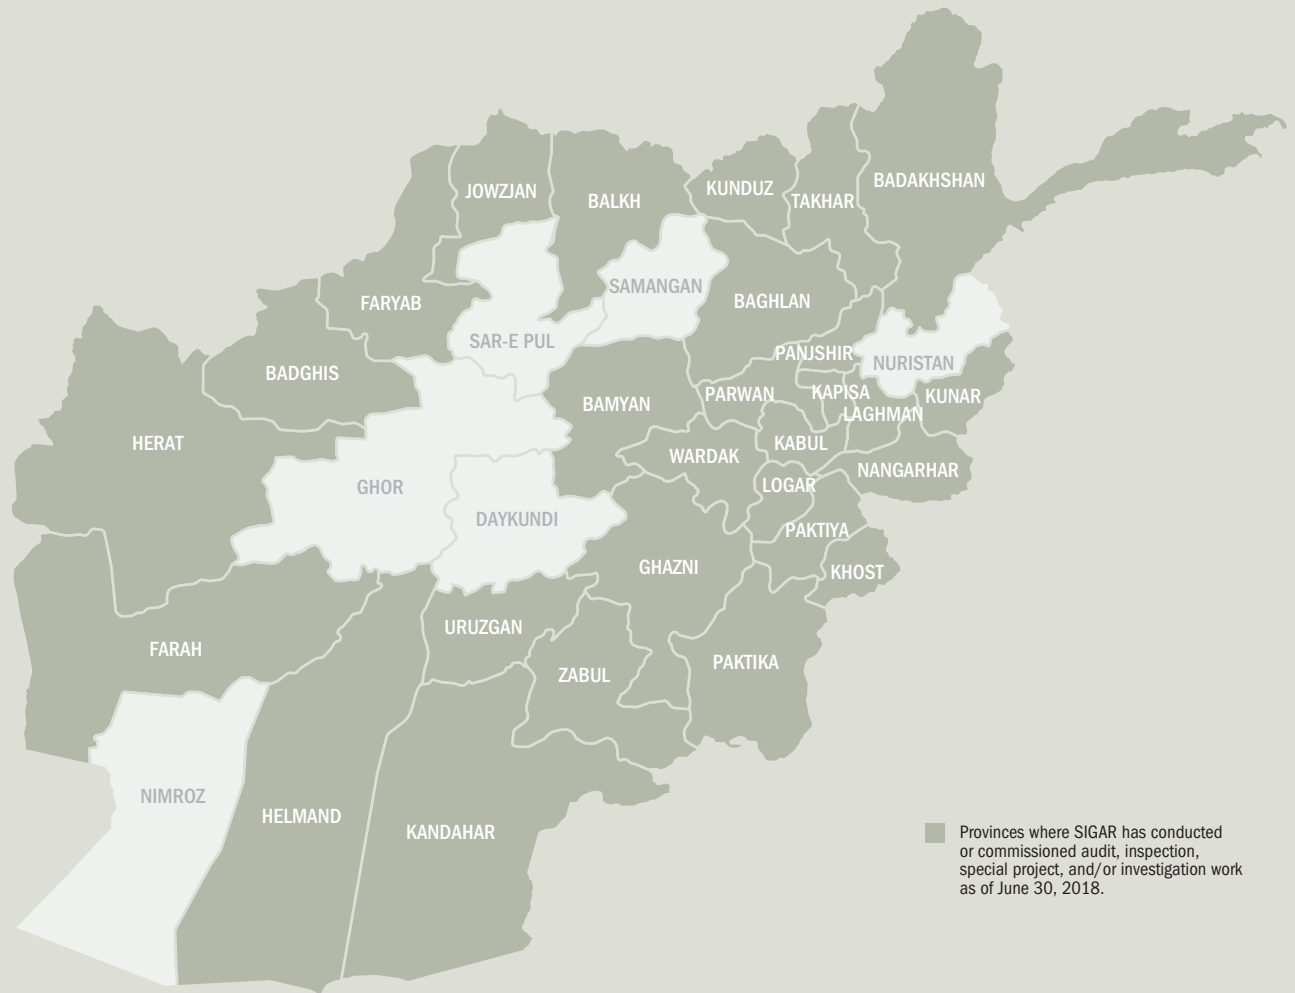 BADAKHSHAN
KUNDUZ
JOWZJAN
TAKHAR
BALKH
SAMANGAN
BAGHLAN
FARYAB
SAR-E PUL
PANJSHIR
NURISTAN
BADGHIS
PARWAN
KAPISA
KUNAR
BAMYAN
LAGHMAN
HERAT
KABUL
WARDAK
NANGARHAR
GHOR
LOGAR
DAYKUNDI
PAKTIYA
GHAZNI
KHOST
URUZGAN
FARAH
PAKTIKA
ZABUL
NIMROZ
HELMAND
KANDAHAR
Provinces where SIGAR has conducted
or commissioned audit, inspection,
special project, and/or investigation work
as of June 30, 2018.